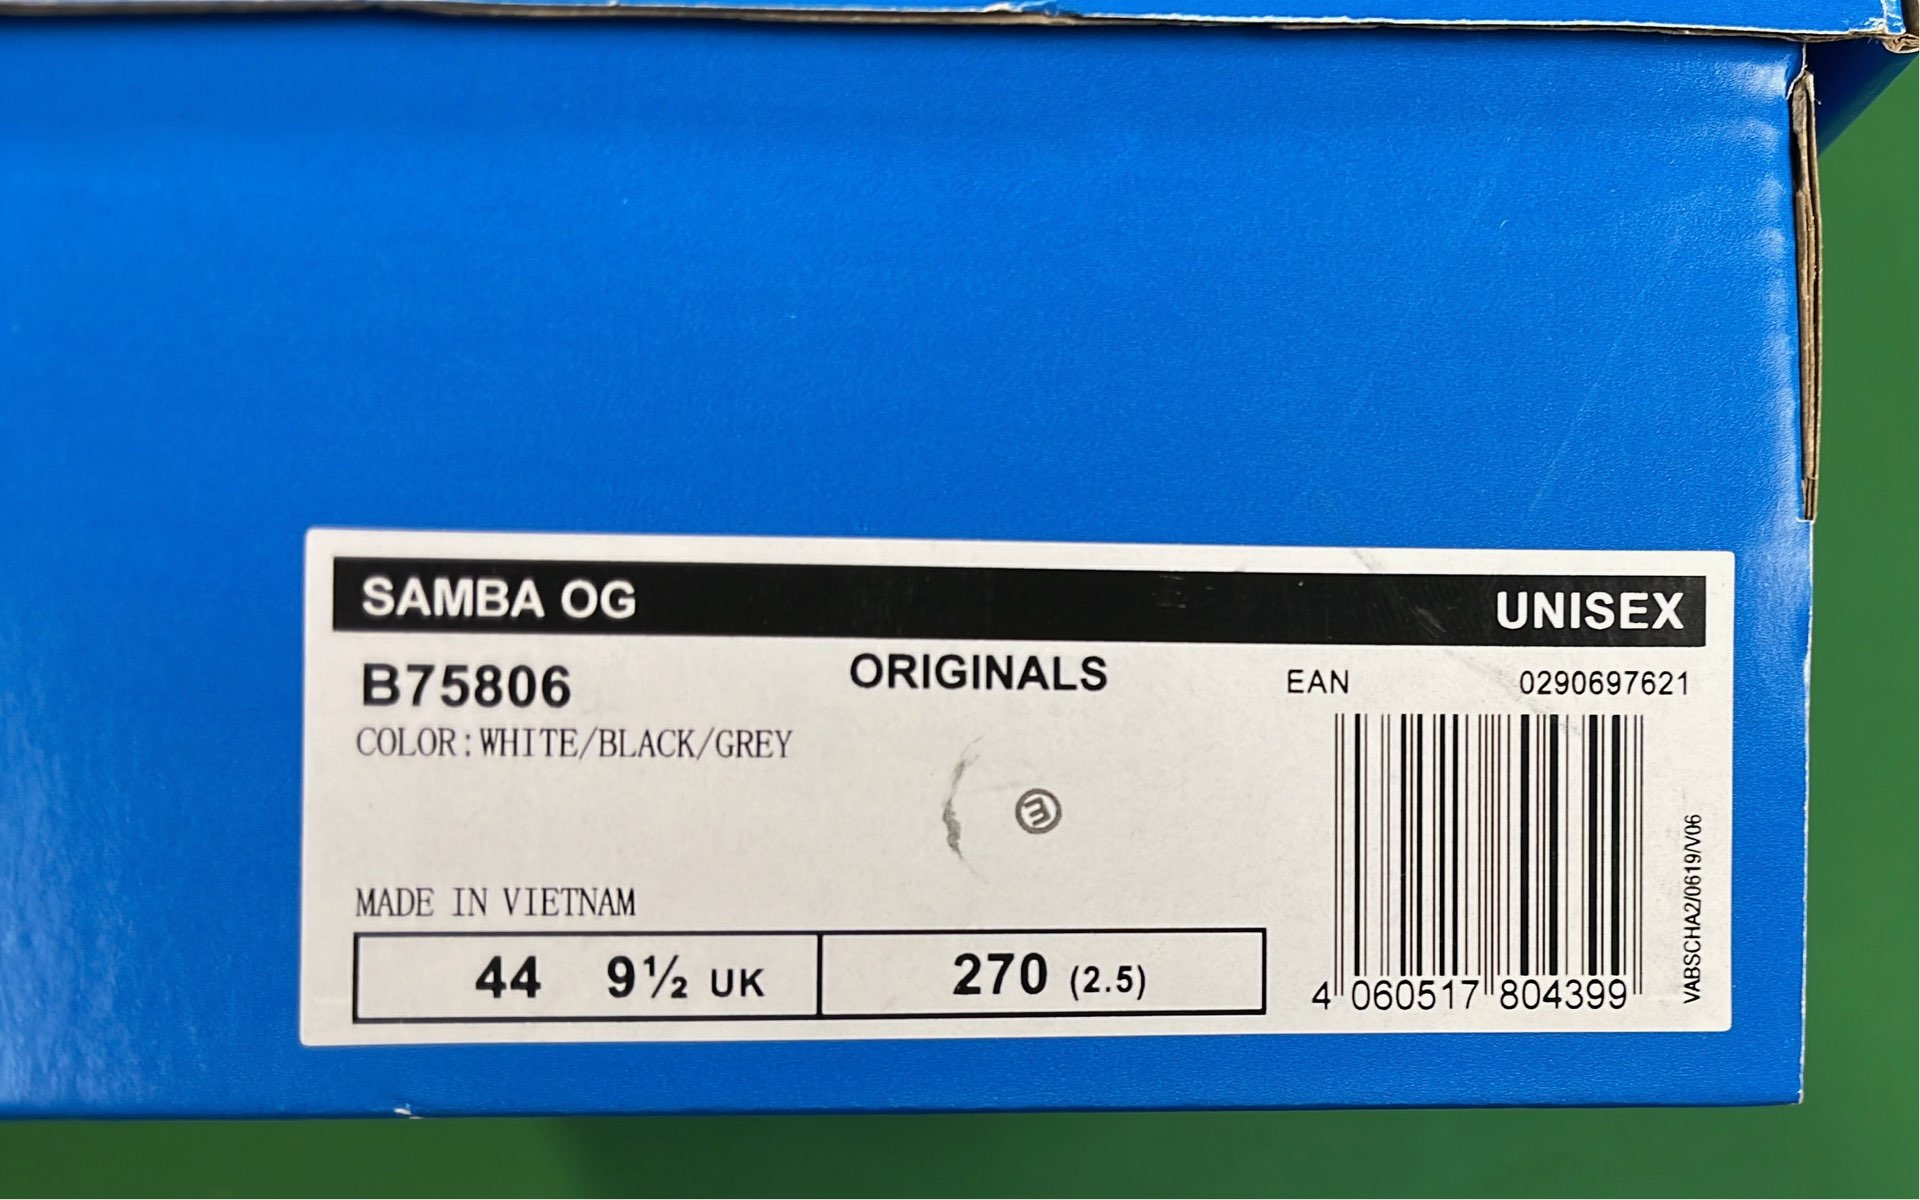 SAMBA OG UNISEX
B75806 ORIGINALS EAN 0290697621
COLOR:WHITE/BLACK/GREY
MADE IN VIETNAM
44 9½ UK 270 (2.5)
4 060517 804399
VABSCHA2/0619/V06